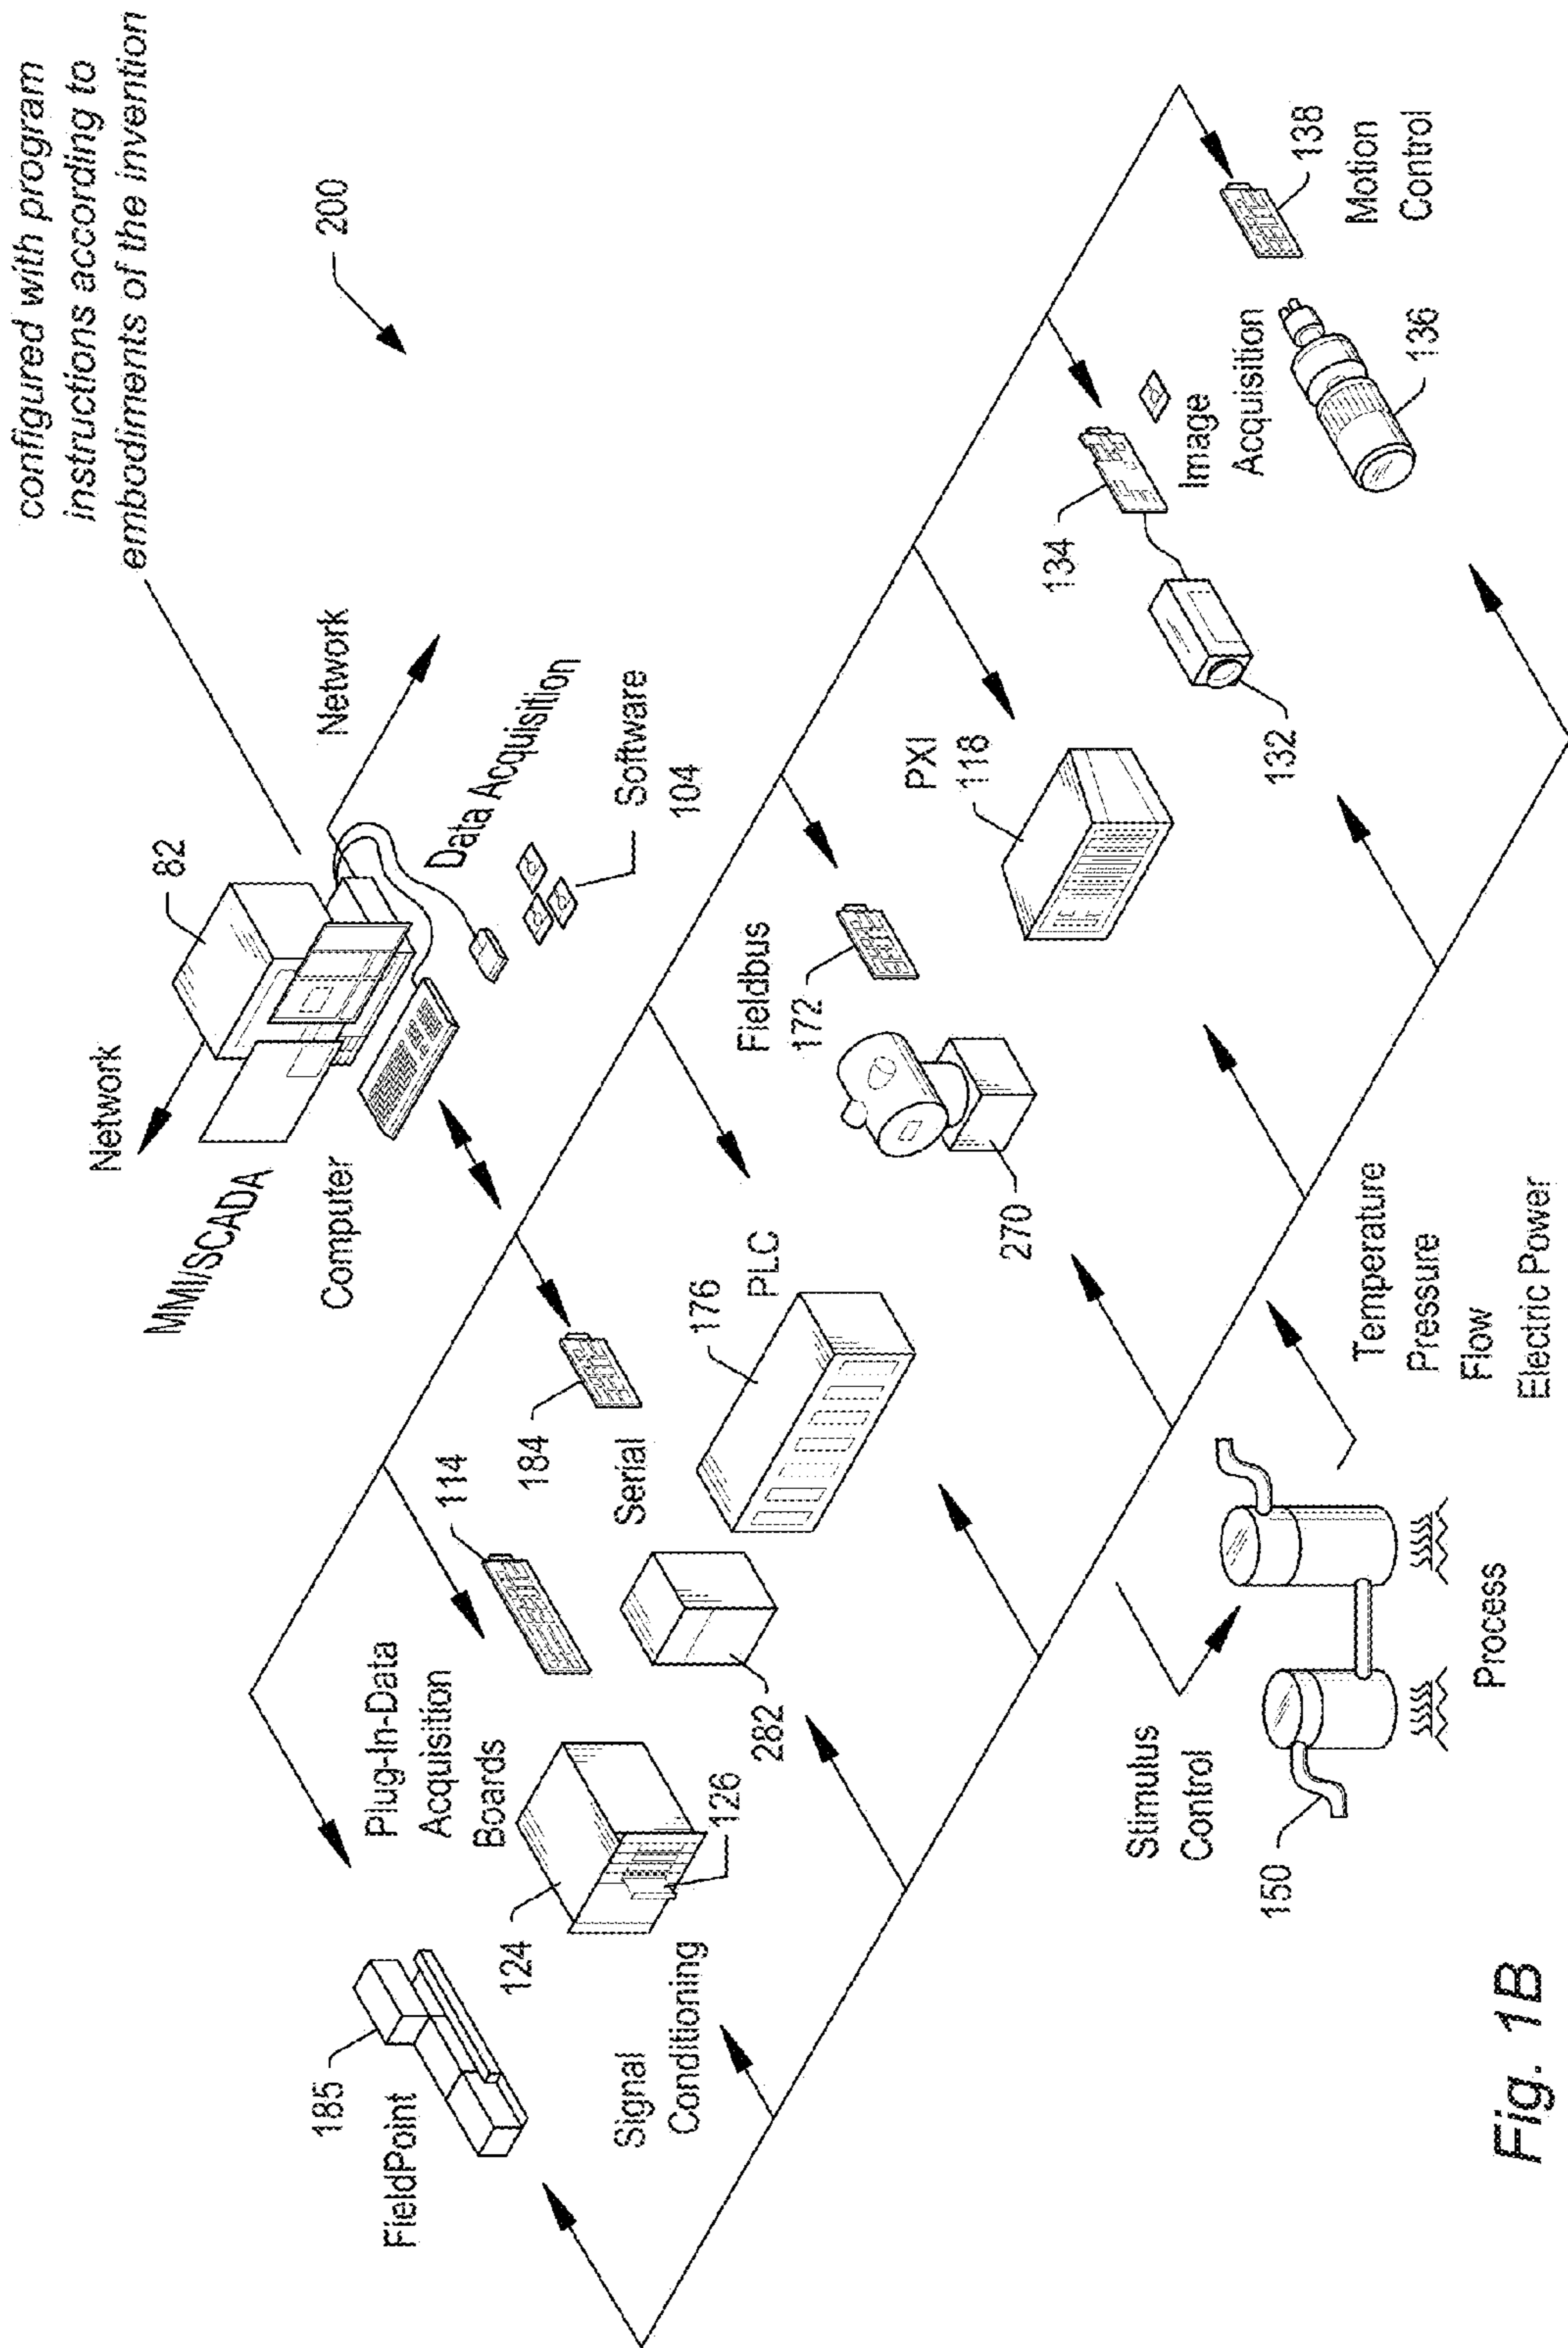 configured with program
instructions according to
embodiments of the invention
200
82
Network
Network
MMI/SCADA
Computer
Data Acquisition
Software
104
185
FieldPoint
Plug-In-Data
Acquisition
Boards
114
124
126
Signal
Conditioning
282
184
Serial
176
PLC
Fieldbus
172
270
PXI
118
134
Image
Acquisition
132
136
138
Motion
Control
Stimulus
Control
150
Process
Temperature
Pressure
Flow
Electric Power
Fig. 1B